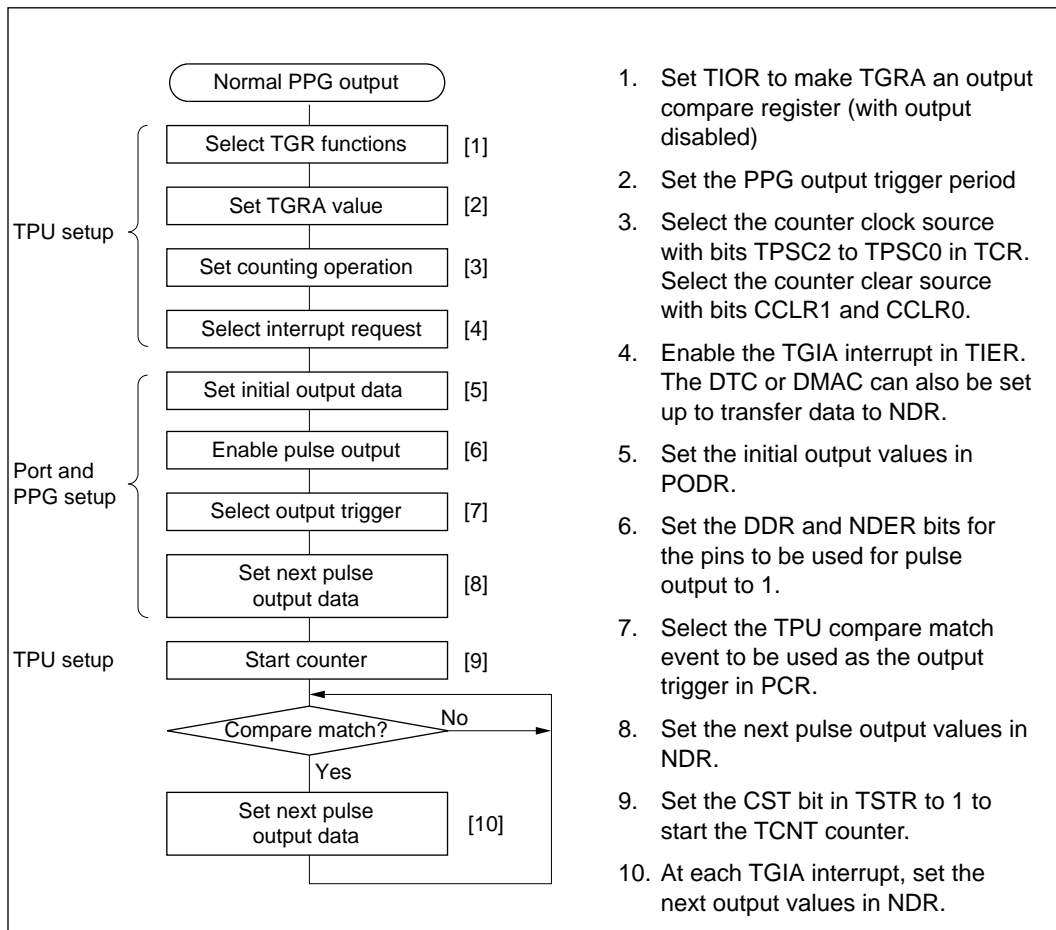 Normal PPG output
Select TGR functions [1]
Set TGRA value [2]
TPU setup
Set counting operation [3]
Select interrupt request [4]
Set initial output data [5]
Enable pulse output [6]
Port and
PPG setup
Select output trigger [7]
Set next pulse
output data
[8]
TPU setup
Start counter [9]
Compare match?
No
Yes
Set next pulse
output data
[10]
1. Set TIOR to make TGRA an output
compare register (with output
disabled)
2. Set the PPG output trigger period
3. Select the counter clock source
with bits TPSC2 to TPSC0 in TCR.
Select the counter clear source
with bits CCLR1 and CCLR0.
4. Enable the TGIA interrupt in TIER.
The DTC or DMAC can also be set
up to transfer data to NDR.
5. Set the initial output values in
PODR.
6. Set the DDR and NDER bits for
the pins to be used for pulse
output to 1.
7. Select the TPU compare match
event to be used as the output
trigger in PCR.
8. Set the next pulse output values in
NDR.
9. Set the CST bit in TSTR to 1 to
start the TCNT counter.
10. At each TGIA interrupt, set the
next output values in NDR.